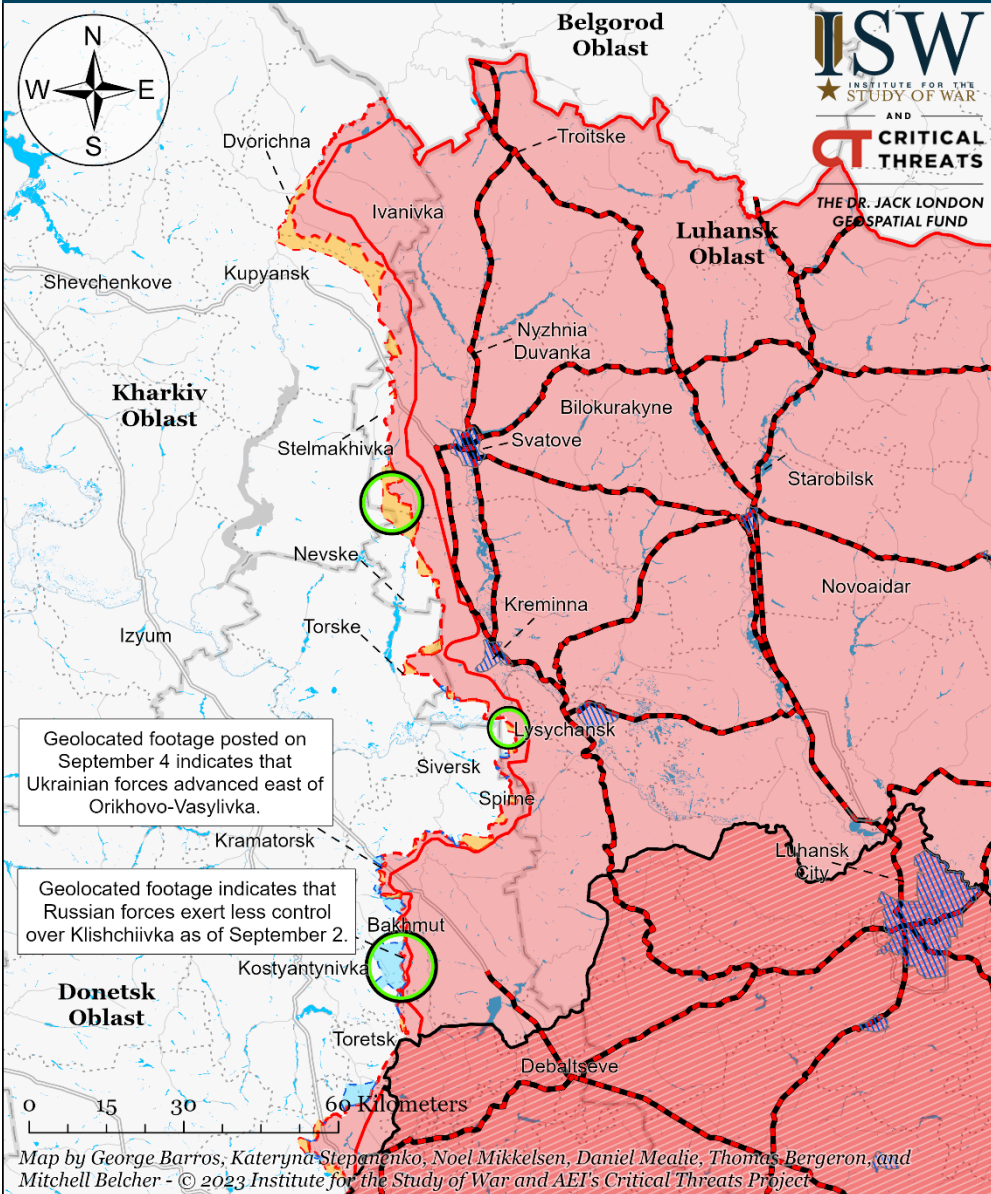 Belgorod
Oblast
N
W
E
S
ISW
INSTITUTE FOR THE
STUDY OF WAR
AND
CT CRITICAL
THREATS
THE DR. JACK LONDON
GEOSPATIAL FUND
Dvorichna
Troitske
Ivanivka
Luhansk
Oblast
Shevchenkove
Kupyansk
Nyzhnia
Duvanka
Kharkiv
Oblast
Bilokurakyne
Stelmakhivka
Svatove
Starobilsk
Nevske
Novoaidar
Kreminna
Izyum
Torske
Geolocated footage posted on
September 4 indicates that
Ukrainian forces advanced east of
Orikhovo-Vasylivka.
Lysychansk
Siversk
Spirne
Kramatorsk
Luhansk
City
Geolocated footage indicates that
Russian forces exert less control
over Klishchiivka as of September 2.
Bakhmut
Kostyantynivka
Donetsk
Oblast
Toretsk
Debaltseve
0 15 30 60 Kilometers
Map by George Barros, Kateryna Stepanenko, Noel Mikkelsen, Daniel Mealie, Thomas Bergeron, and
Mitchell Belcher - © 2023 Institute for the Study of War and AEI's Critical Threats Project